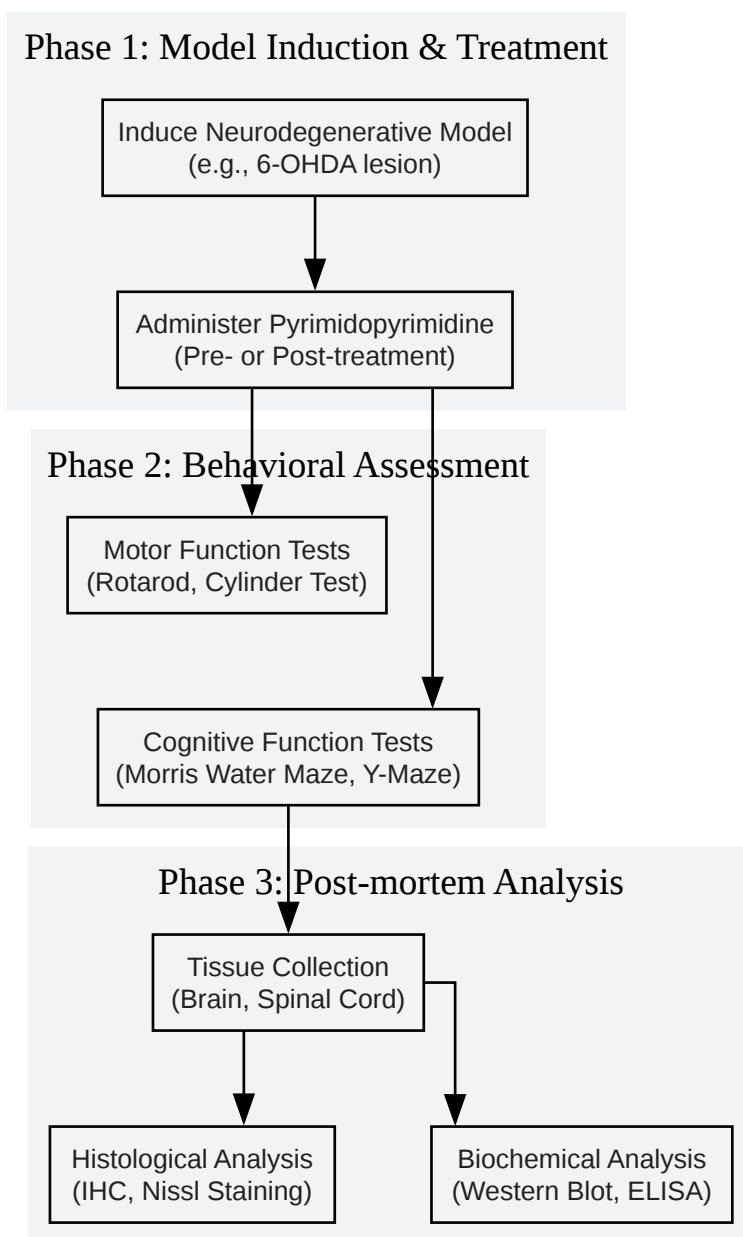 Phase 1: Model Induction & Treatment
Induce Neurodegenerative Model
(e.g., 6-OHDA lesion)
Administer Pyrimidopyrimidine
(Pre- or Post-treatment)
Phase 2: Behavioral Assessment
Motor Function Tests
(Rotarod, Cylinder Test)
Cognitive Function Tests
(Morris Water Maze, Y-Maze)
Phase 3: Post-mortem Analysis
Tissue Collection
(Brain, Spinal Cord)
Histological Analysis
(IHC, Nissl Staining)
Biochemical Analysis
(Western Blot, ELISA)